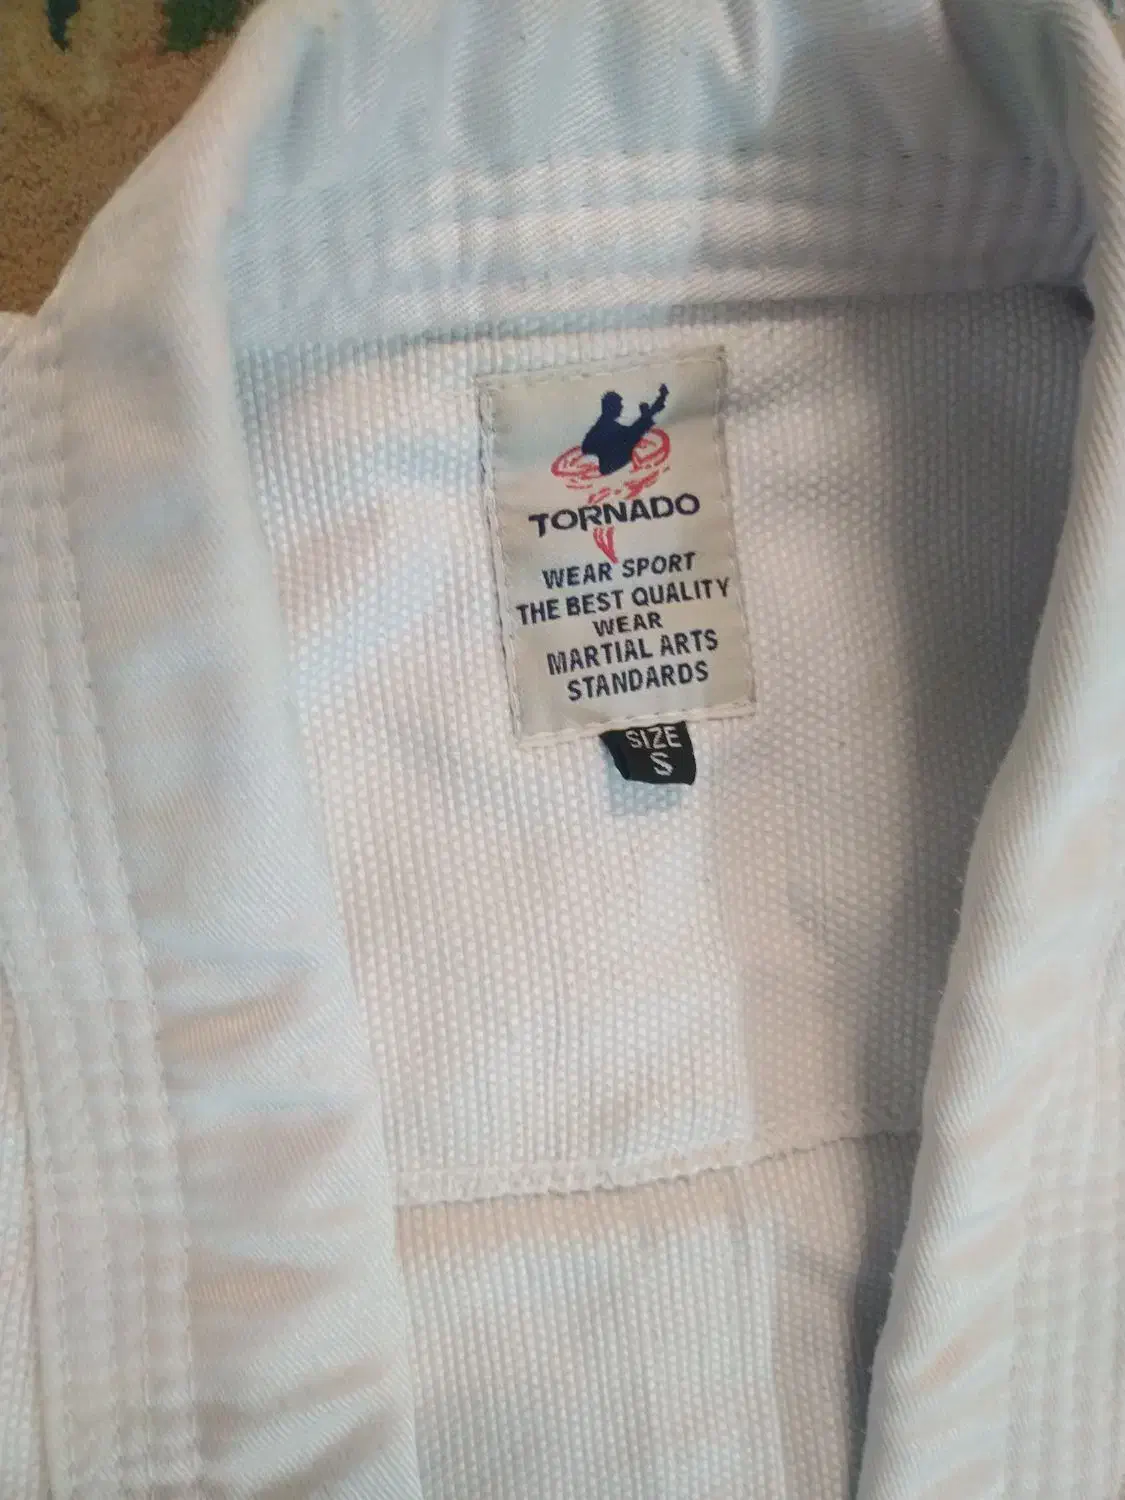 TORNADO
WEAR SPORT
THE BEST QUALITY
WEAR
MARTIAL ARTS
STANDARDS
SIZE
S